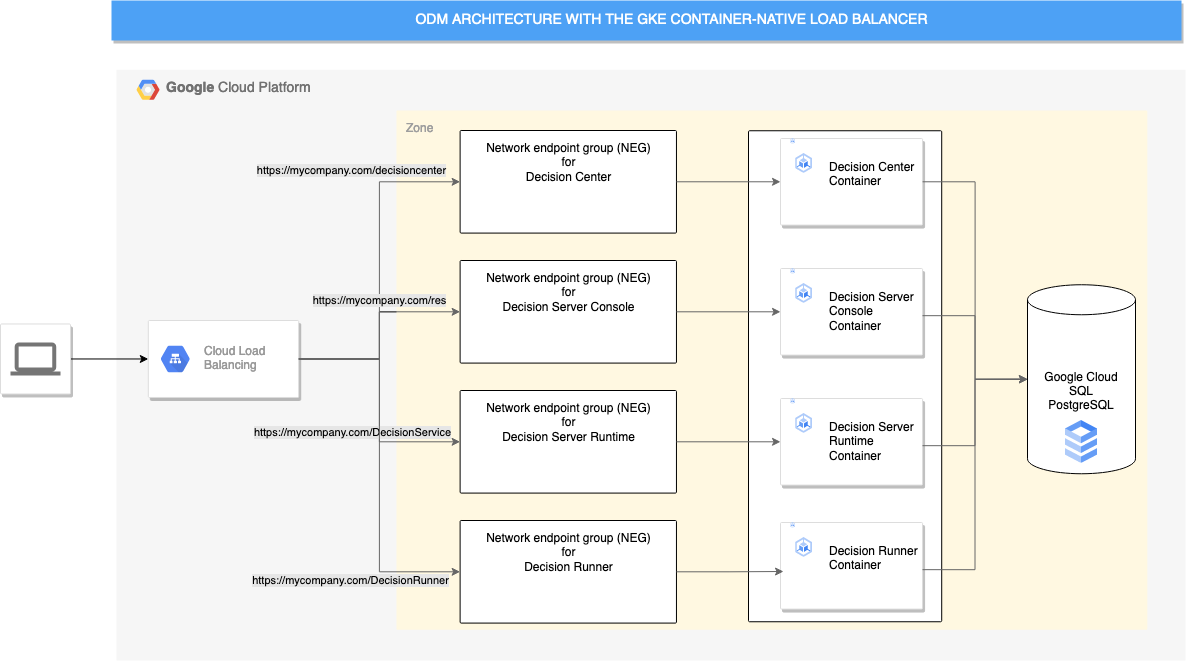 ODM ARCHITECTURE WITH THE GKE CONTAINER-NATIVE LOAD BALANCER
Google Cloud Platform
Zone
https://mycompany.com/decisioncenter
Network endpoint group (NEG)
for
Decision Center
Decision Center
Container
https://mycompany.com/res
Network endpoint group (NEG)
for
Decision Server Console
Decision Server
Console
Container
Cloud Load
Balancing
Google Cloud
SQL
PostgreSQL
https://mycompany.com/DecisionService
Network endpoint group (NEG)
for
Decision Server Runtime
Decision Server
Runtime
Container
https://mycompany.com/DecisionRunner
Network endpoint group (NEG)
for
Decision Runner
Decision Runner
Container